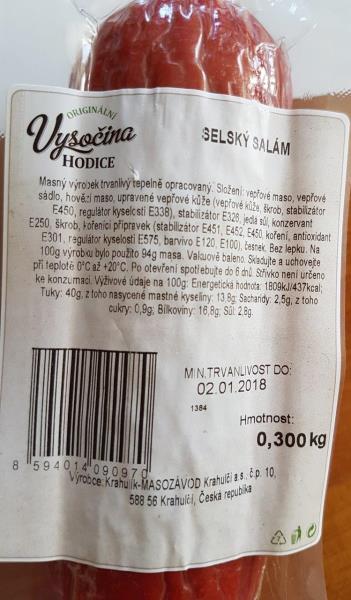 ORIGINÁLNÍ
Vysočina
HODICE
SELSKÝ SALÁM
Masný výrobek trvanlivý tepelně opracovaný. Složení: vepřové maso, vepřové
sádlo, hovězí maso, upravené vepřové kůže (vepřové kůže, škrob, stabilizátor
E450, regulátor kyselosti E338), stabilizátor E326, jedlá sůl, konzervant
E250, škrob, kořenící přípravek (stabilizátor E451, E452, E450, koření, antioxidant
E301, regulátor kyselosti E575, barvivo E120, E100), česnek. Bez lepku. Na
100g výrobku bylo použito 94g masa. Vakuově baleno. Skladujte a uchovejte
při teplotě 0°C až +20°C. Po otevření spotřebujte do 6 dnů. Střívko není určeno
ke konzumaci. Výživové údaje na 100g: Energetická hodnota: 1809kJ/437kcal;
Tuky: 40g, z toho nasycené mastné kyseliny: 13,8g; Sacharidy: 2,5g, z toho
cukry: 0,9g; Bílkoviny: 16,8g; Sůl: 2,8g.
MIN.TRVANLIVOST DO:
02.01.2018
1384
Hmotnost:
0,300 kg
8 594014 090970
Výrobce: Krahulík-MASOZÁVOD Krahulčí a.s., č.p. 10,
588 56 Krahulčí, Česká republika